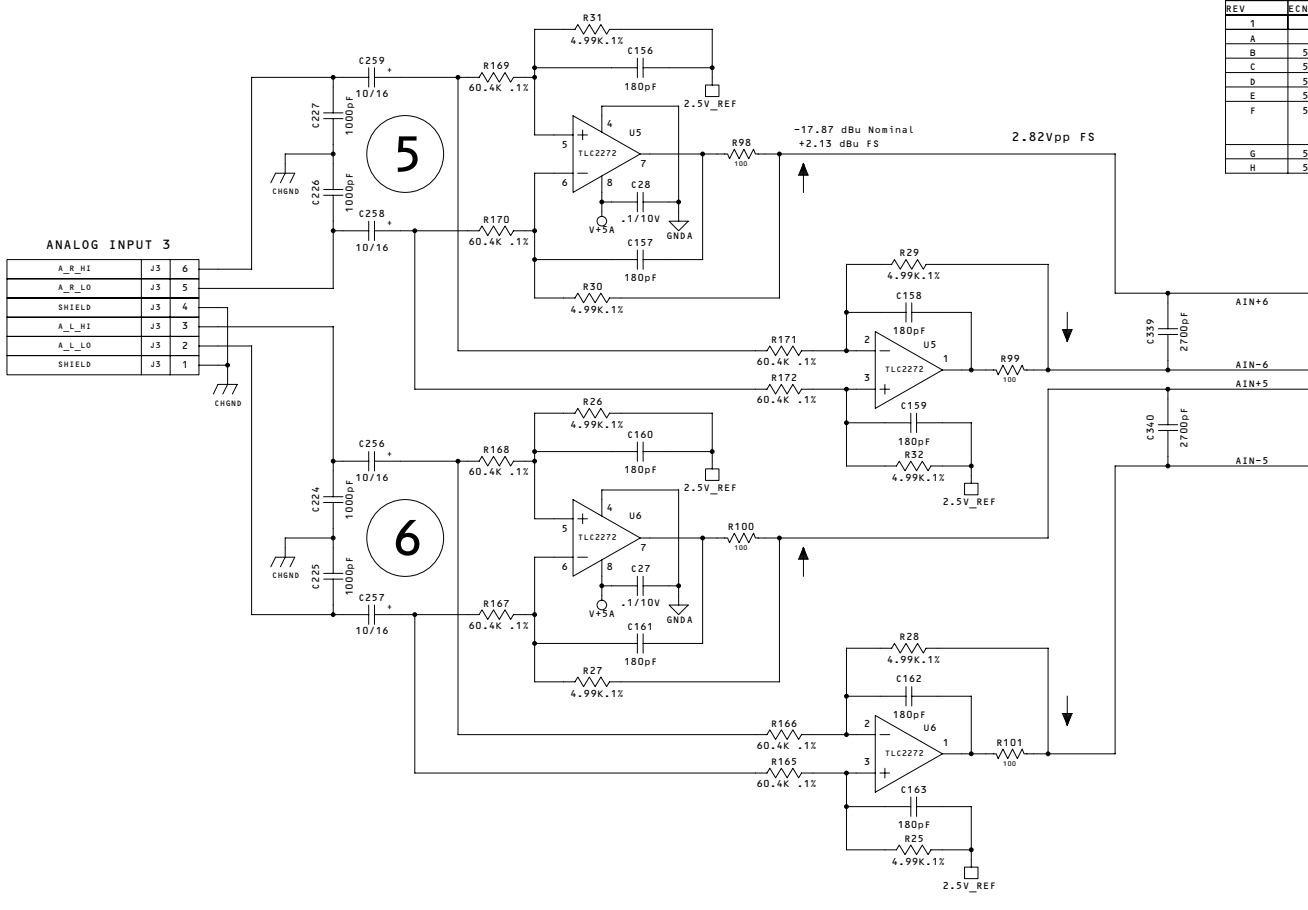 REV ECN
1
A
B 5
C 5
D 5
E 5
F 5
G 5
H 5
R31
4.99K.1%
C156
180pF
2.5V_REF
C259
+
10/16
R169
60.4K .1%
C227
1000pF
5
CHGND
C226
1000pF
C258
+
10/16
R170
60.4K .1%
4
U5
+
5
TLC2272
7
6
−
8
C28
.1/10V
V+5A
GNDA
C157
180pF
R30
4.99K.1%
R98
100
-17.87 dBu Nominal
+2.13 dBu FS
2.82Vpp FS
ANALOG INPUT 3
A_R_HI J3 6
A_R_LO J3 5
SHIELD J3 4
A_L_HI J3 3
A_L_LO J3 2
SHIELD J3 1
CHGND
R29
4.99K.1%
C158
180pF
R171
60.4K .1%
R172
60.4K .1%
2
−
U5
TLC2272
1
3
+
R99
100
C159
180pF
R32
4.99K.1%
2.5V_REF
AIN+6
C339
2700pF
AIN-6
AIN+5
C340
2700pF
AIN-5
R26
4.99K.1%
C160
180pF
2.5V_REF
C256
+
10/16
R168
60.4K .1%
C224
1000pF
6
CHGND
C225
1000pF
C257
+
10/16
R167
60.4K .1%
4
U6
+
5
TLC2272
7
6
−
8
C27
.1/10V
V+5A
GNDA
C161
180pF
R27
4.99K.1%
R100
100
R28
4.99K.1%
C162
180pF
R166
60.4K .1%
R165
60.4K .1%
2
−
U6
TLC2272
1
3
+
R101
100
C163
180pF
R25
4.99K.1%
2.5V_REF